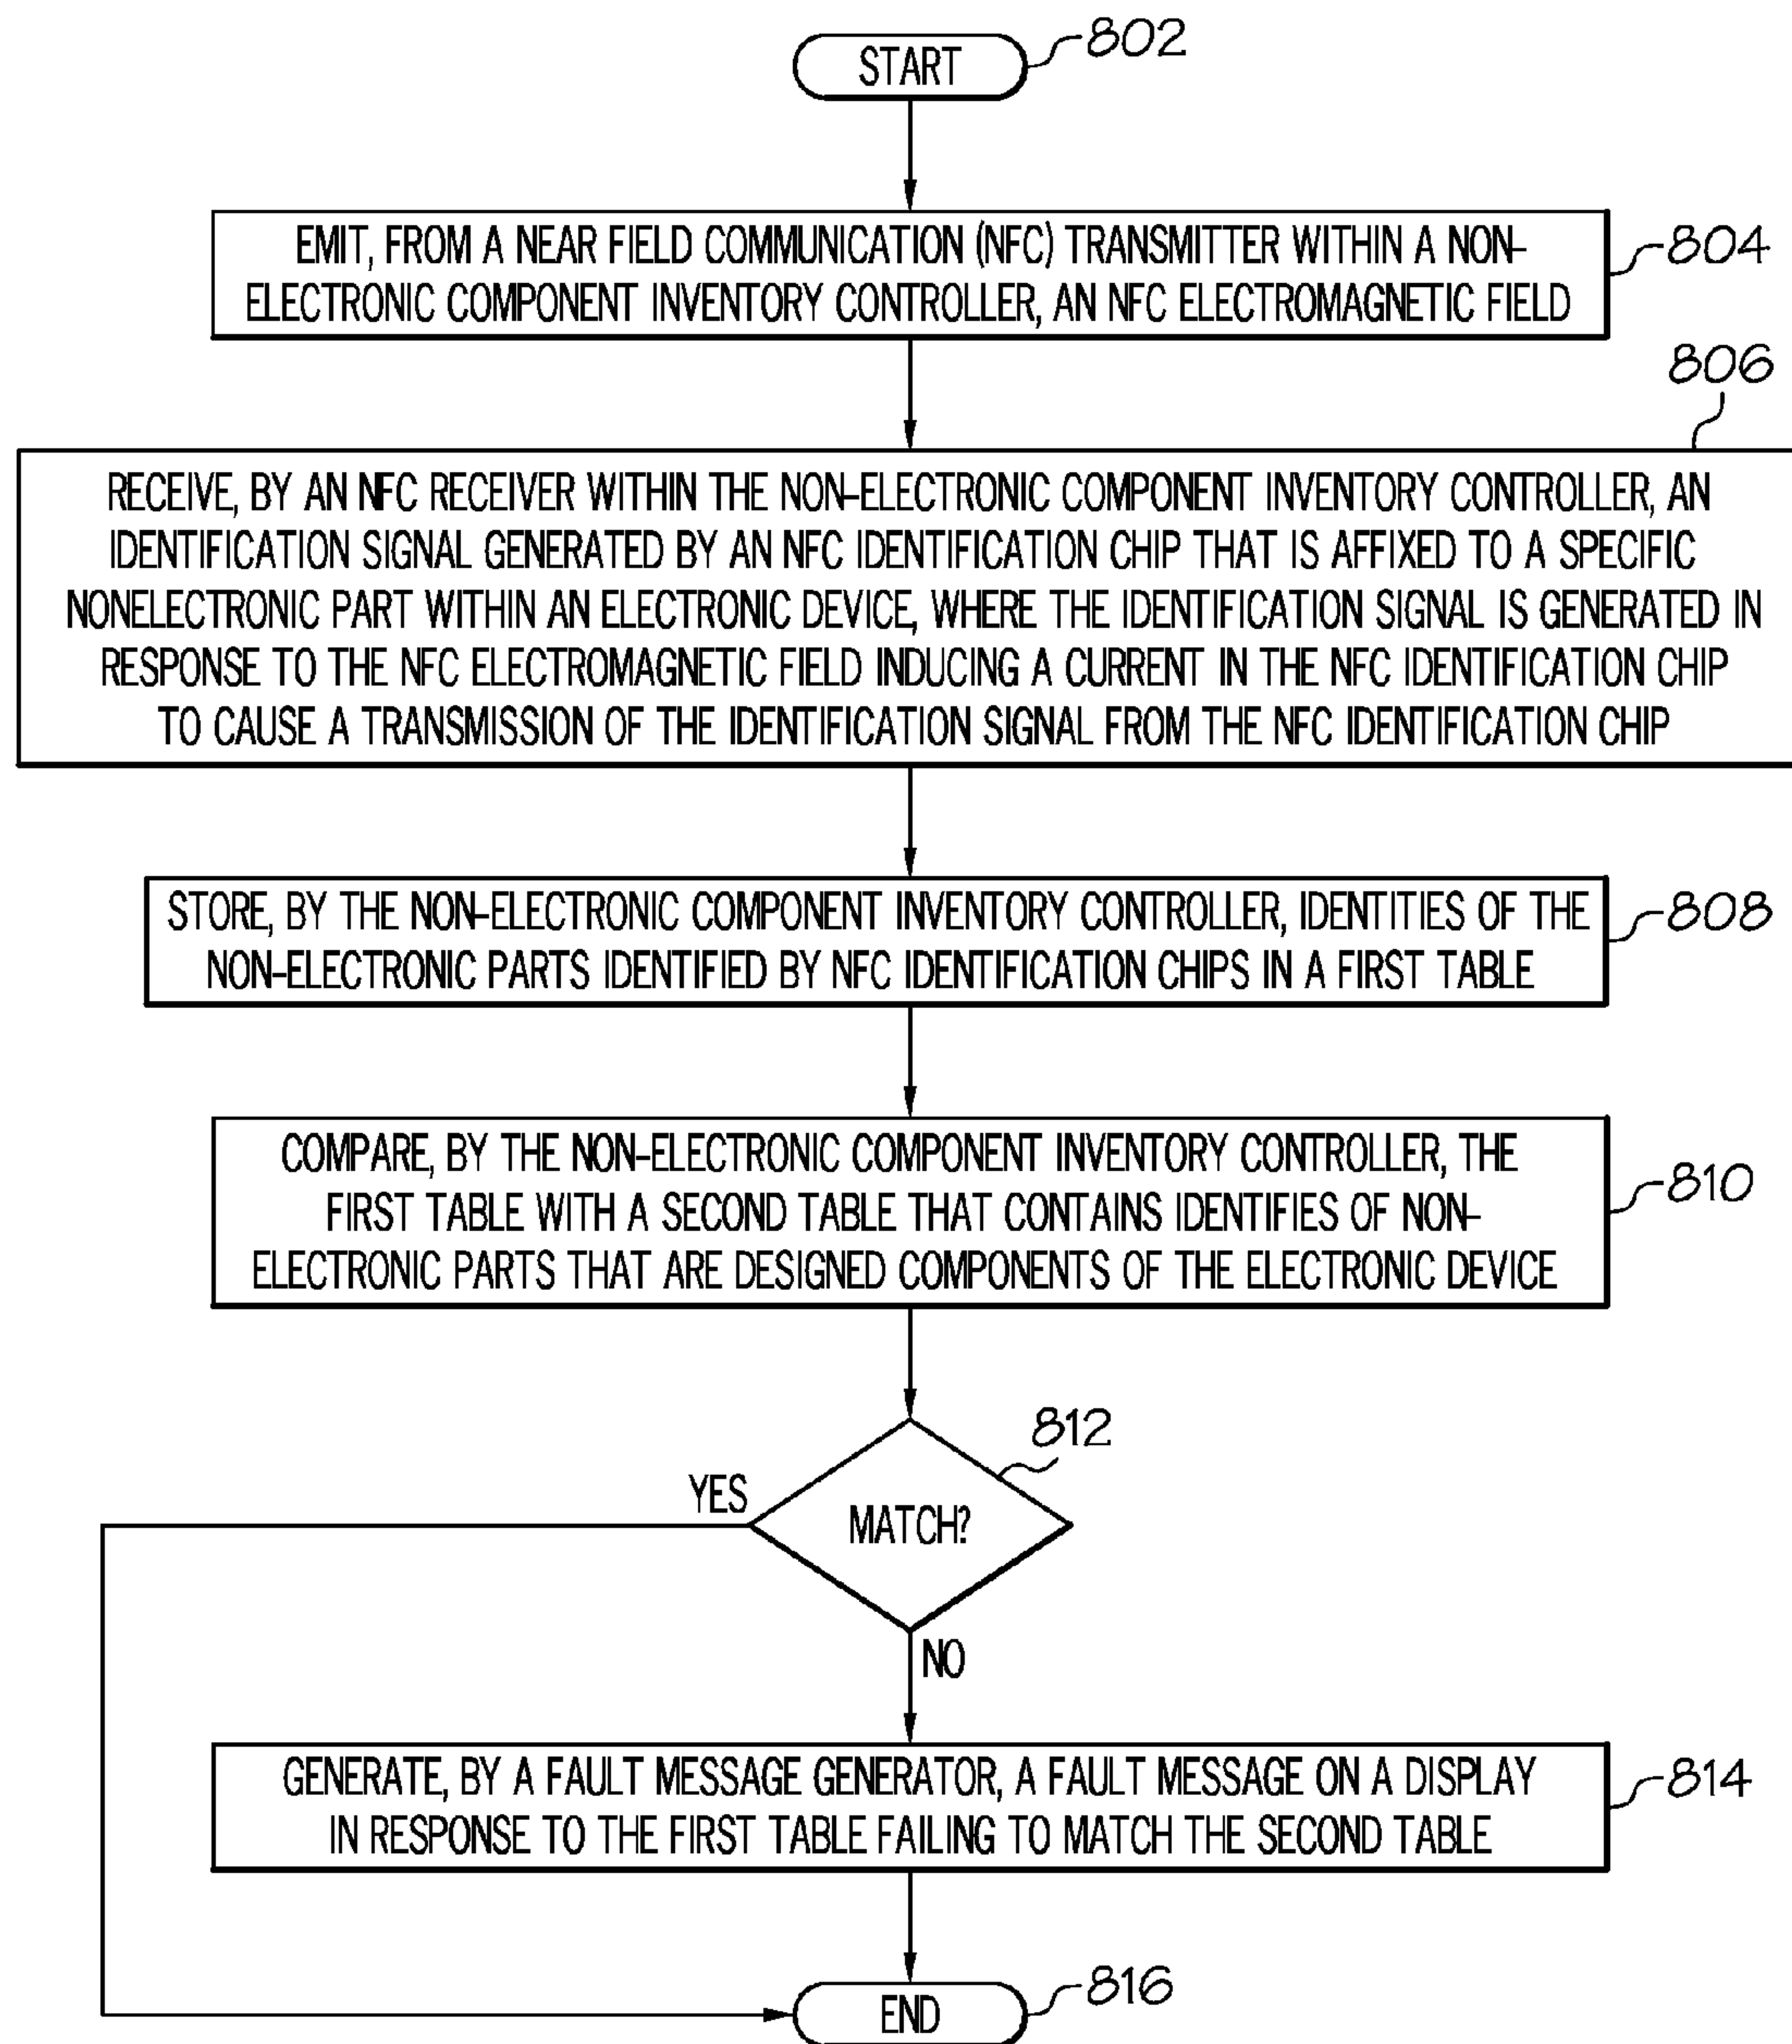 START
802
EMIT, FROM A NEAR FIELD COMMUNICATION (NFC) TRANSMITTER WITHIN A NON-
ELECTRONIC COMPONENT INVENTORY CONTROLLER, AN NFC ELECTROMAGNETIC FIELD
804
806
RECEIVE, BY AN NFC RECEIVER WITHIN THE NON-ELECTRONIC COMPONENT INVENTORY CONTROLLER, AN
IDENTIFICATION SIGNAL GENERATED BY AN NFC IDENTIFICATION CHIP THAT IS AFFIXED TO A SPECIFIC
NONELECTRONIC PART WITHIN AN ELECTRONIC DEVICE, WHERE THE IDENTIFICATION SIGNAL IS GENERATED IN
RESPONSE TO THE NFC ELECTROMAGNETIC FIELD INDUCING A CURRENT IN THE NFC IDENTIFICATION CHIP
TO CAUSE A TRANSMISSION OF THE IDENTIFICATION SIGNAL FROM THE NFC IDENTIFICATION CHIP
STORE, BY THE NON-ELECTRONIC COMPONENT INVENTORY CONTROLLER, IDENTITIES OF THE
NON-ELECTRONIC PARTS IDENTIFIED BY NFC IDENTIFICATION CHIPS IN A FIRST TABLE
808
COMPARE, BY THE NON-ELECTRONIC COMPONENT INVENTORY CONTROLLER, THE
FIRST TABLE WITH A SECOND TABLE THAT CONTAINS IDENTIFIES OF NON-
ELECTRONIC PARTS THAT ARE DESIGNED COMPONENTS OF THE ELECTRONIC DEVICE
810
812
YES
MATCH?
NO
GENERATE, BY A FAULT MESSAGE GENERATOR, A FAULT MESSAGE ON A DISPLAY
IN RESPONSE TO THE FIRST TABLE FAILING TO MATCH THE SECOND TABLE
814
END
816